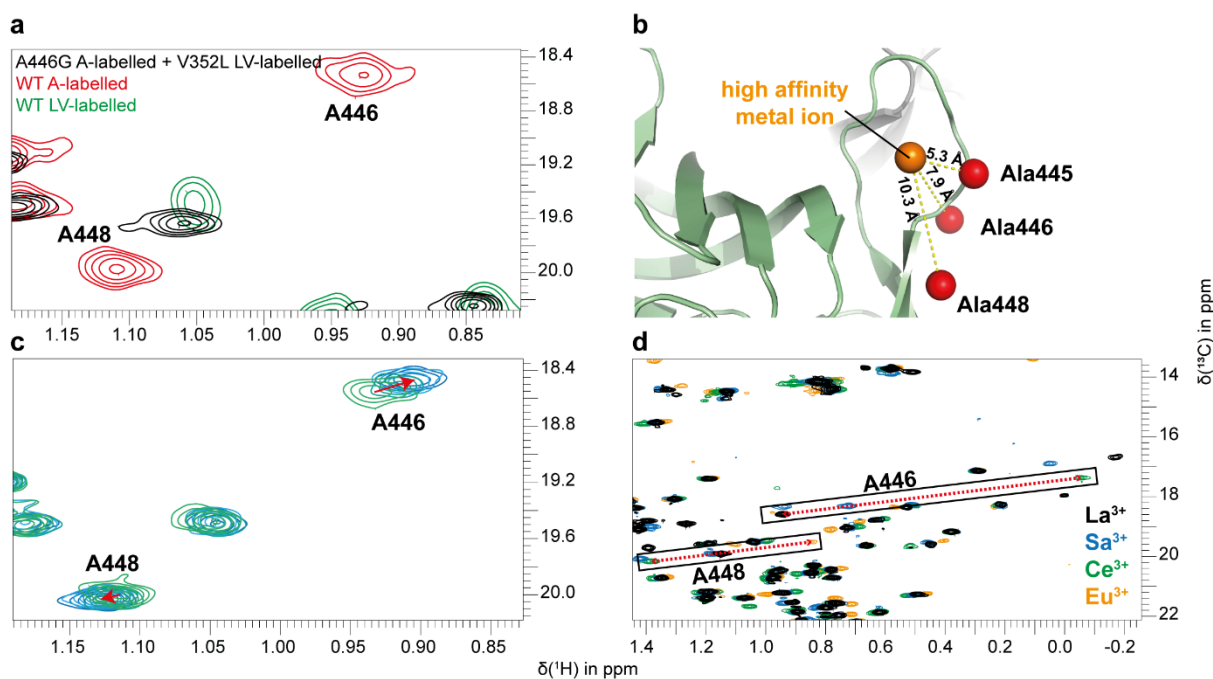 a
A446G A-labelled + V352L LV-labelled
WT A-labelled
WT LV-labelled
A446
A448
18.4
18.8
19.2
19.6
20.0
1.15 1.10 1.05 1.00 0.95 0.90 0.85
b
high affinity
metal ion
5.3 A
7.9 A
10.3 A
Ala445
Ala446
Ala448
c
A446
A448
18.4
18.8
19.2
19.6
20.0
1.15 1.10 1.05 1.00 0.95 0.90 0.85
d
A446
A448
La³⁺
Sa³⁺
Ce³⁺
Eu³⁺
14
16
18
20
22
1.4 1.2 1.0 0.8 0.6 0.4 0.2 0.0 -0.2
δ(¹H) in ppm
δ(¹³C) in ppm